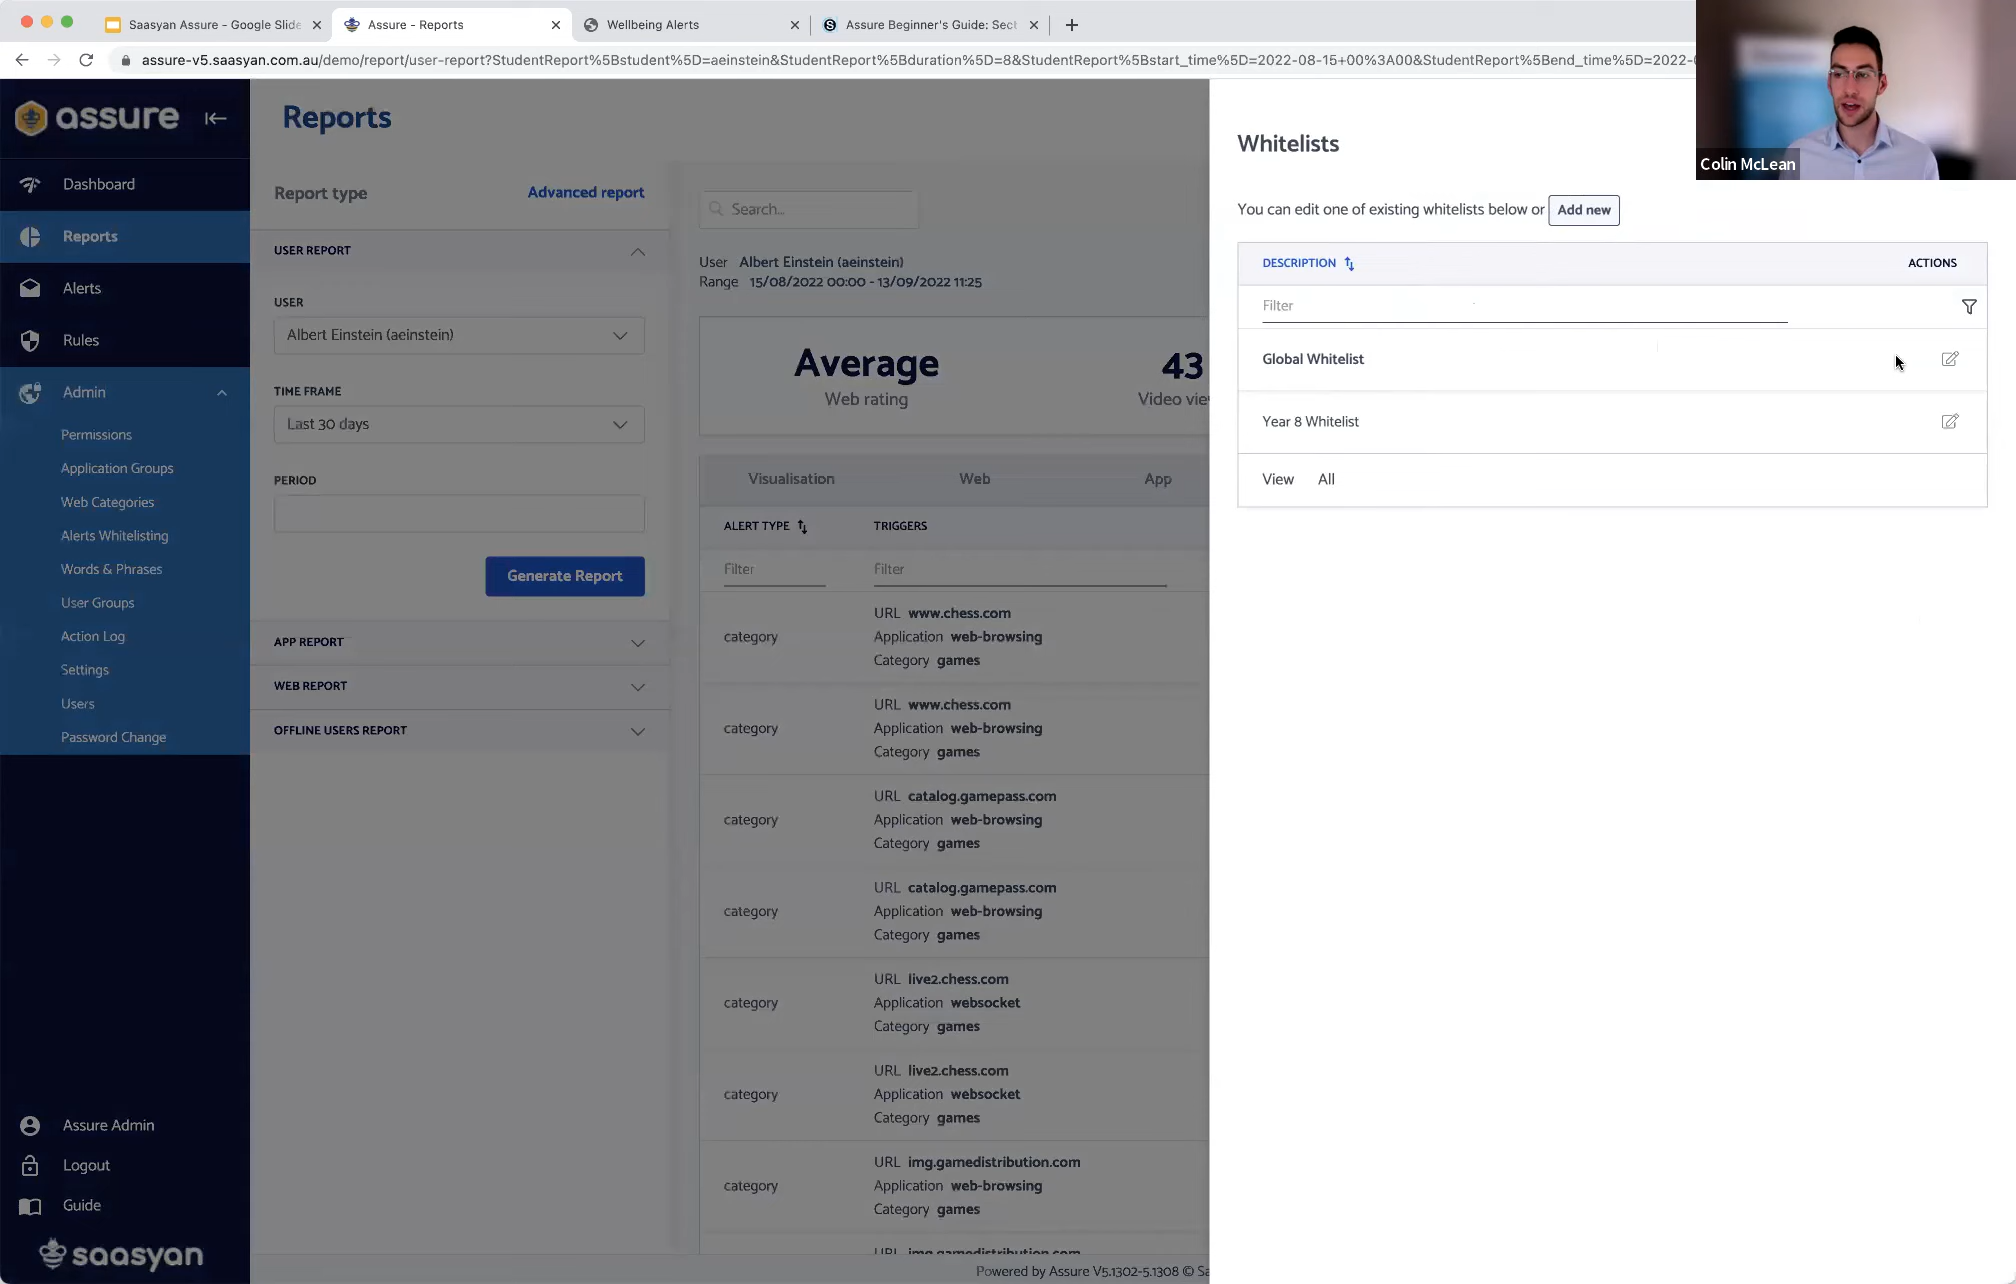 Saasyan Assure - Google Slide
Assure - Reports
Wellbeing Alerts
Assure Beginner's Guide: Sect
assure-v5.saasyan.com.au/demo/report/user-report?StudentReport%5Bstudent%5D=aeinstein&StudentReport%5Bduration%5D=8&StudentReport%5Bstart_time%5D=2022-08-15+00%3A00&StudentReport%5Bend_time%5D=2022-
Colin McLean
assure
Dashboard
Reports
Alerts
Rules
Admin
Permissions
Application Groups
Web Categories
Alerts Whitelisting
Words & Phrases
User Groups
Action Log
Settings
Users
Password Change
Assure Admin
Logout
Guide
saasyan
Reports
Report type
Advanced report
USER REPORT
USER
Albert Einstein (aeinstein)
TIME FRAME
Last 30 days
PERIOD
Generate Report
APP REPORT
WEB REPORT
OFFLINE USERS REPORT
Search...
User Albert Einstein (aeinstein)
Range 15/08/2022 00:00 - 13/09/2022 11:25
Average
Web rating
43
Video vie
Visualisation Web App
ALERT TYPE TRIGGERS
Filter Filter
URL www.chess.com
category Application web-browsing
Category games
URL www.chess.com
category Application web-browsing
Category games
URL catalog.gamepass.com
category Application web-browsing
Category games
URL catalog.gamepass.com
category Application web-browsing
Category games
URL live2.chess.com
category Application websocket
Category games
URL live2.chess.com
category Application websocket
Category games
URL img.gamedistribution.com
category Application web-browsing
Category games
URL img.gamedistribution.com
Powered by Assure V5.1302-5.1308 © Sa
Whitelists
You can edit one of existing whitelists below or Add new
DESCRIPTION ACTIONS
Filter
Global Whitelist
Year 8 Whitelist
View All